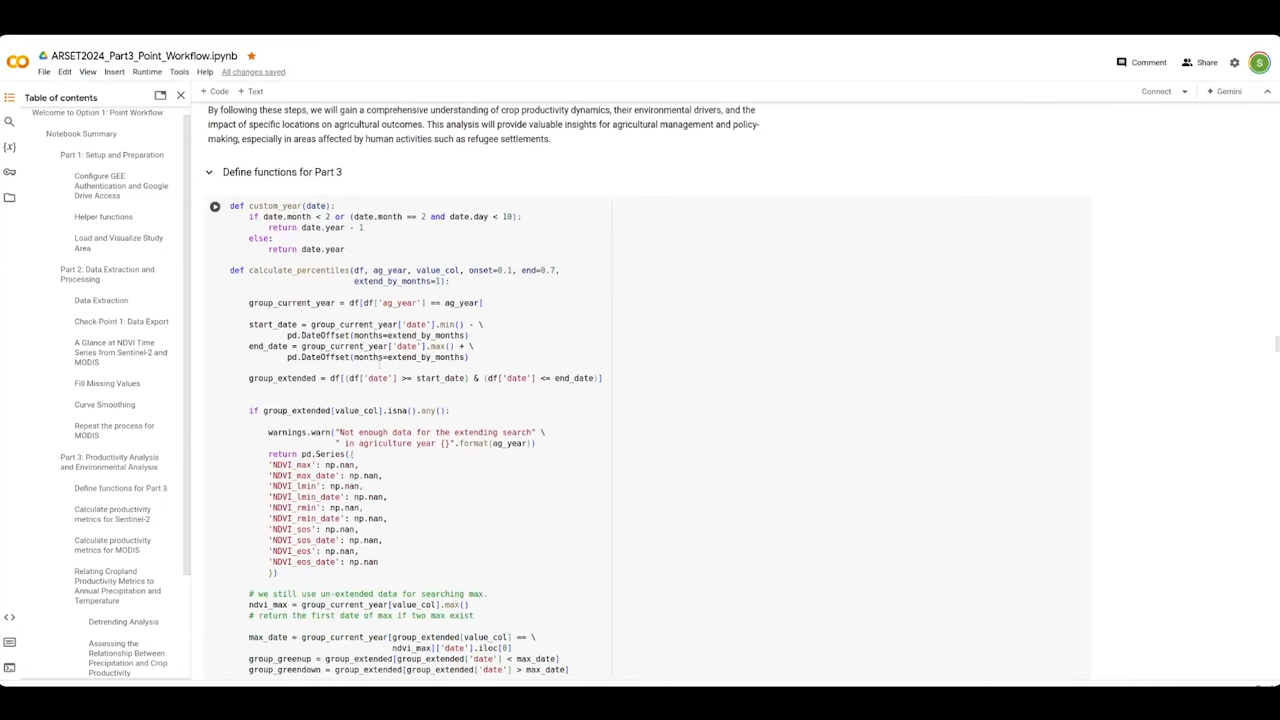 ARSET2024_Part3_Point_Workflow.ipynb
File Edit View Insert Runtime Tools Help All changes saved
Comment Share S
Table of contents
+ Code + Text
Connect Gemini
Welcome to Option 1: Point Workflow
Notebook Summary
Part 1: Setup and Preparation
Configure GEE
Authentication and Google
Drive Access
Helper functions
Load and Visualize Study
Area
Part 2: Data Extraction and
Processing
Data Extraction
Check-Point 1: Data Export
A Glance at NDVI Time
Series from Sentinel-2 and
MODIS
Fill Missing Values
Curve Smoothing
Repeat the process for
MODIS
Part 3: Productivity Analysis
and Environmental Analysis
Define functions for Part 3
Calculate productivity
metrics for Sentinel-2
Calculate productivity
metrics for MODIS
Relating Cropland
Productivity Metrics to
Annual Precipitation and
Temperature
Detrending Analysis
Assessing the
Relationship Between
Precipitation and Crop
Productivity
By following these steps, we will gain a comprehensive understanding of crop productivity dynamics, their environmental drivers, and the
impact of specific locations on agricultural outcomes. This analysis will provide valuable insights for agricultural management and policy-
making, especially in areas affected by human activities such as refugee settlements.
Define functions for Part 3
def custom_year(date):
if date.month < 2 or (date.month == 2 and date.day < 10):
return date.year - 1
else:
return date.year
def calculate_percentiles(df, ag_year, value_col, onset=0.1, end=0.7,
extend_by_months=1):
group_current_year = df[df['ag_year'] == ag_year]
start_date = group_current_year['date'].min() - \
pd.DateOffset(months=extend_by_months)
end_date = group_current_year['date'].max() + \
pd.DateOffset(months=extend_by_months)
group_extended = df[(df['date'] >= start_date) & (df['date'] <= end_date)]
if group_extended[value_col].isna().any():
warnings.warn("Not enough data for the extending search" \
" in agriculture year {}".format(ag_year))
return pd.Series({
'NDVI_max': np.nan,
'NDVI_max_date': np.nan,
'NDVI_lmin': np.nan,
'NDVI_lmin_date': np.nan,
'NDVI_rmin': np.nan,
'NDVI_rmin_date': np.nan,
'NDVI_sos': np.nan,
'NDVI_sos_date': np.nan,
'NDVI_eos': np.nan,
'NDVI_eos_date': np.nan
})
# we still use un-extended data for searching max.
ndvi_max = group_current_year[value_col].max()
# return the first date of max if two max exist
max_date = group_current_year[group_extended[value_col] == \
ndvi_max]['date'].iloc[0]
group_greenup = group_extended[group_extended['date'] < max_date]
group_greendown = group_extended[group_extended['date'] > max_date]